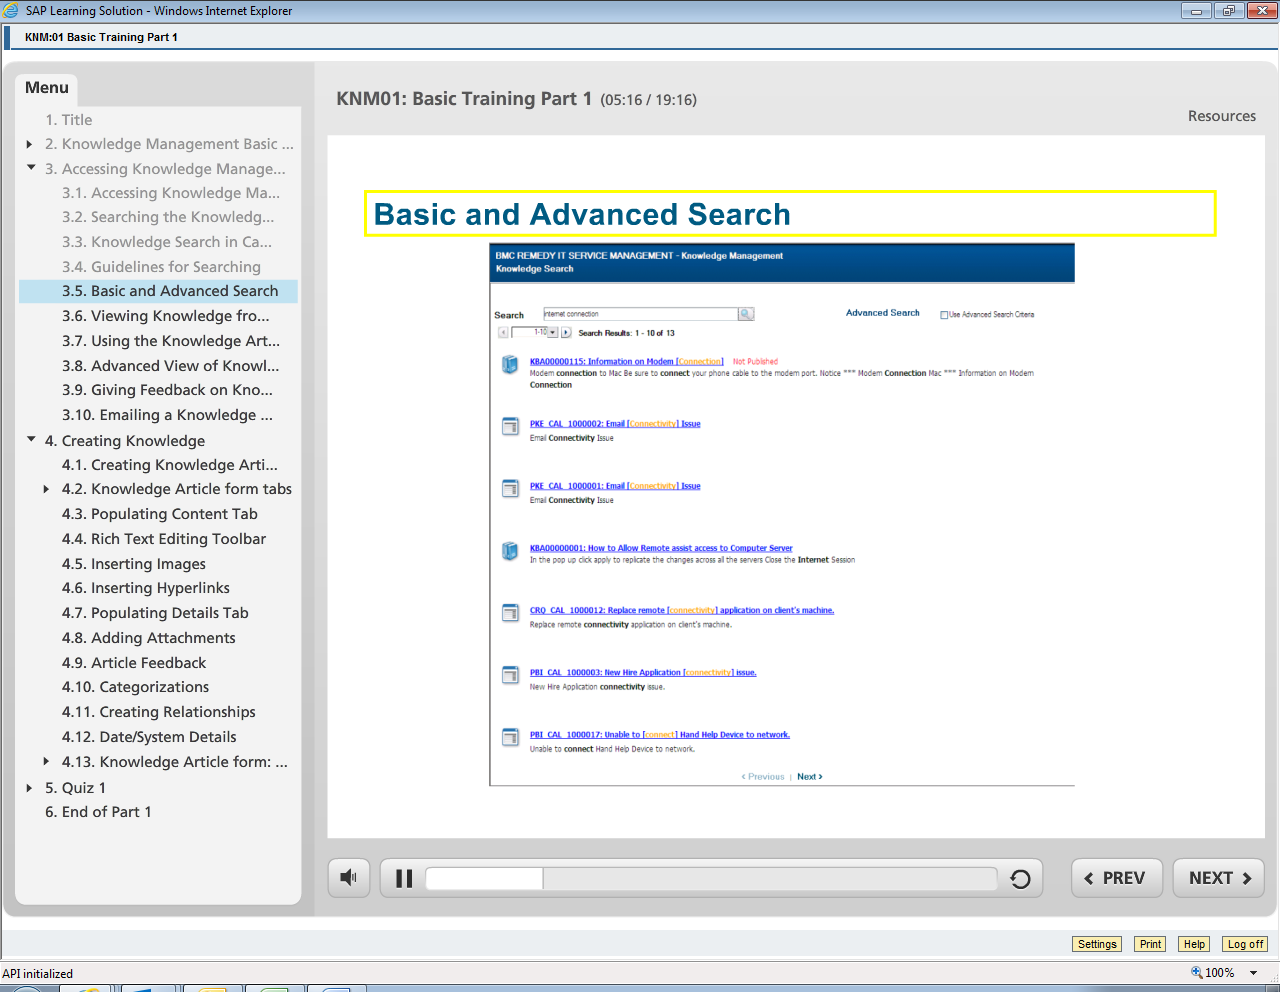 SAP Learning Solution - Windows Internet Explorer
KNM:01 Basic Training Part 1
Menu
1. Title
2. Knowledge Management Basic ...
3. Accessing Knowledge Manage...
3.1. Accessing Knowledge Ma...
3.2. Searching the Knowledg...
3.3. Knowledge Search in Ca...
3.4. Guidelines for Searching
3.5. Basic and Advanced Search
3.6. Viewing Knowledge fro...
3.7. Using the Knowledge Art...
3.8. Advanced View of Knowl...
3.9. Giving Feedback on Kno...
3.10. Emailing a Knowledge ...
4. Creating Knowledge
4.1. Creating Knowledge Arti...
4.2. Knowledge Article form tabs
4.3. Populating Content Tab
4.4. Rich Text Editing Toolbar
4.5. Inserting Images
4.6. Inserting Hyperlinks
4.7. Populating Details Tab
4.8. Adding Attachments
4.9. Article Feedback
4.10. Categorizations
4.11. Creating Relationships
4.12. Date/System Details
4.13. Knowledge Article form: ...
5. Quiz 1
6. End of Part 1
KNM01: Basic Training Part 1 (05:16 / 19:16)
Resources
Basic and Advanced Search
BMC REMEDY IT SERVICE MANAGEMENT - Knowledge Management
Knowledge Search
Search internet connection Advanced Search Use Advanced Search Criteria
1-10 Search Results: 1 - 10 of 13
KBA00000115: Information on Modem [Connection] Not Published
Modem connection to Mac Be sure to connect your phone cable to the modem port. Notice *** Modem Connection Mac *** Information on Modem
Connection
PKE_CAL_1000002: Email [Connectivity] Issue
Email Connectivity Issue
PKE_CAL_1000001: Email [Connectivity] Issue
Email Connectivity Issue
KBA00000001: How to Allow Remote assist access to Computer Server
In the pop up click apply to replicate the changes across all the servers Close the Internet Session
CRQ_CAL_1000012: Replace remote [connectivity] application on client's machine.
Replace remote connectivity application on client's machine.
PBI_CAL_1000003: New Hire Application [connectivity] issue.
New Hire Application connectivity issue.
PBI_CAL_1000017: Unable to [connect] Hand Help Device to network.
Unable to connect Hand Help Device to network.
< Previous | Next >
PREV
NEXT
Settings Print Help Log off
API initialized
100%